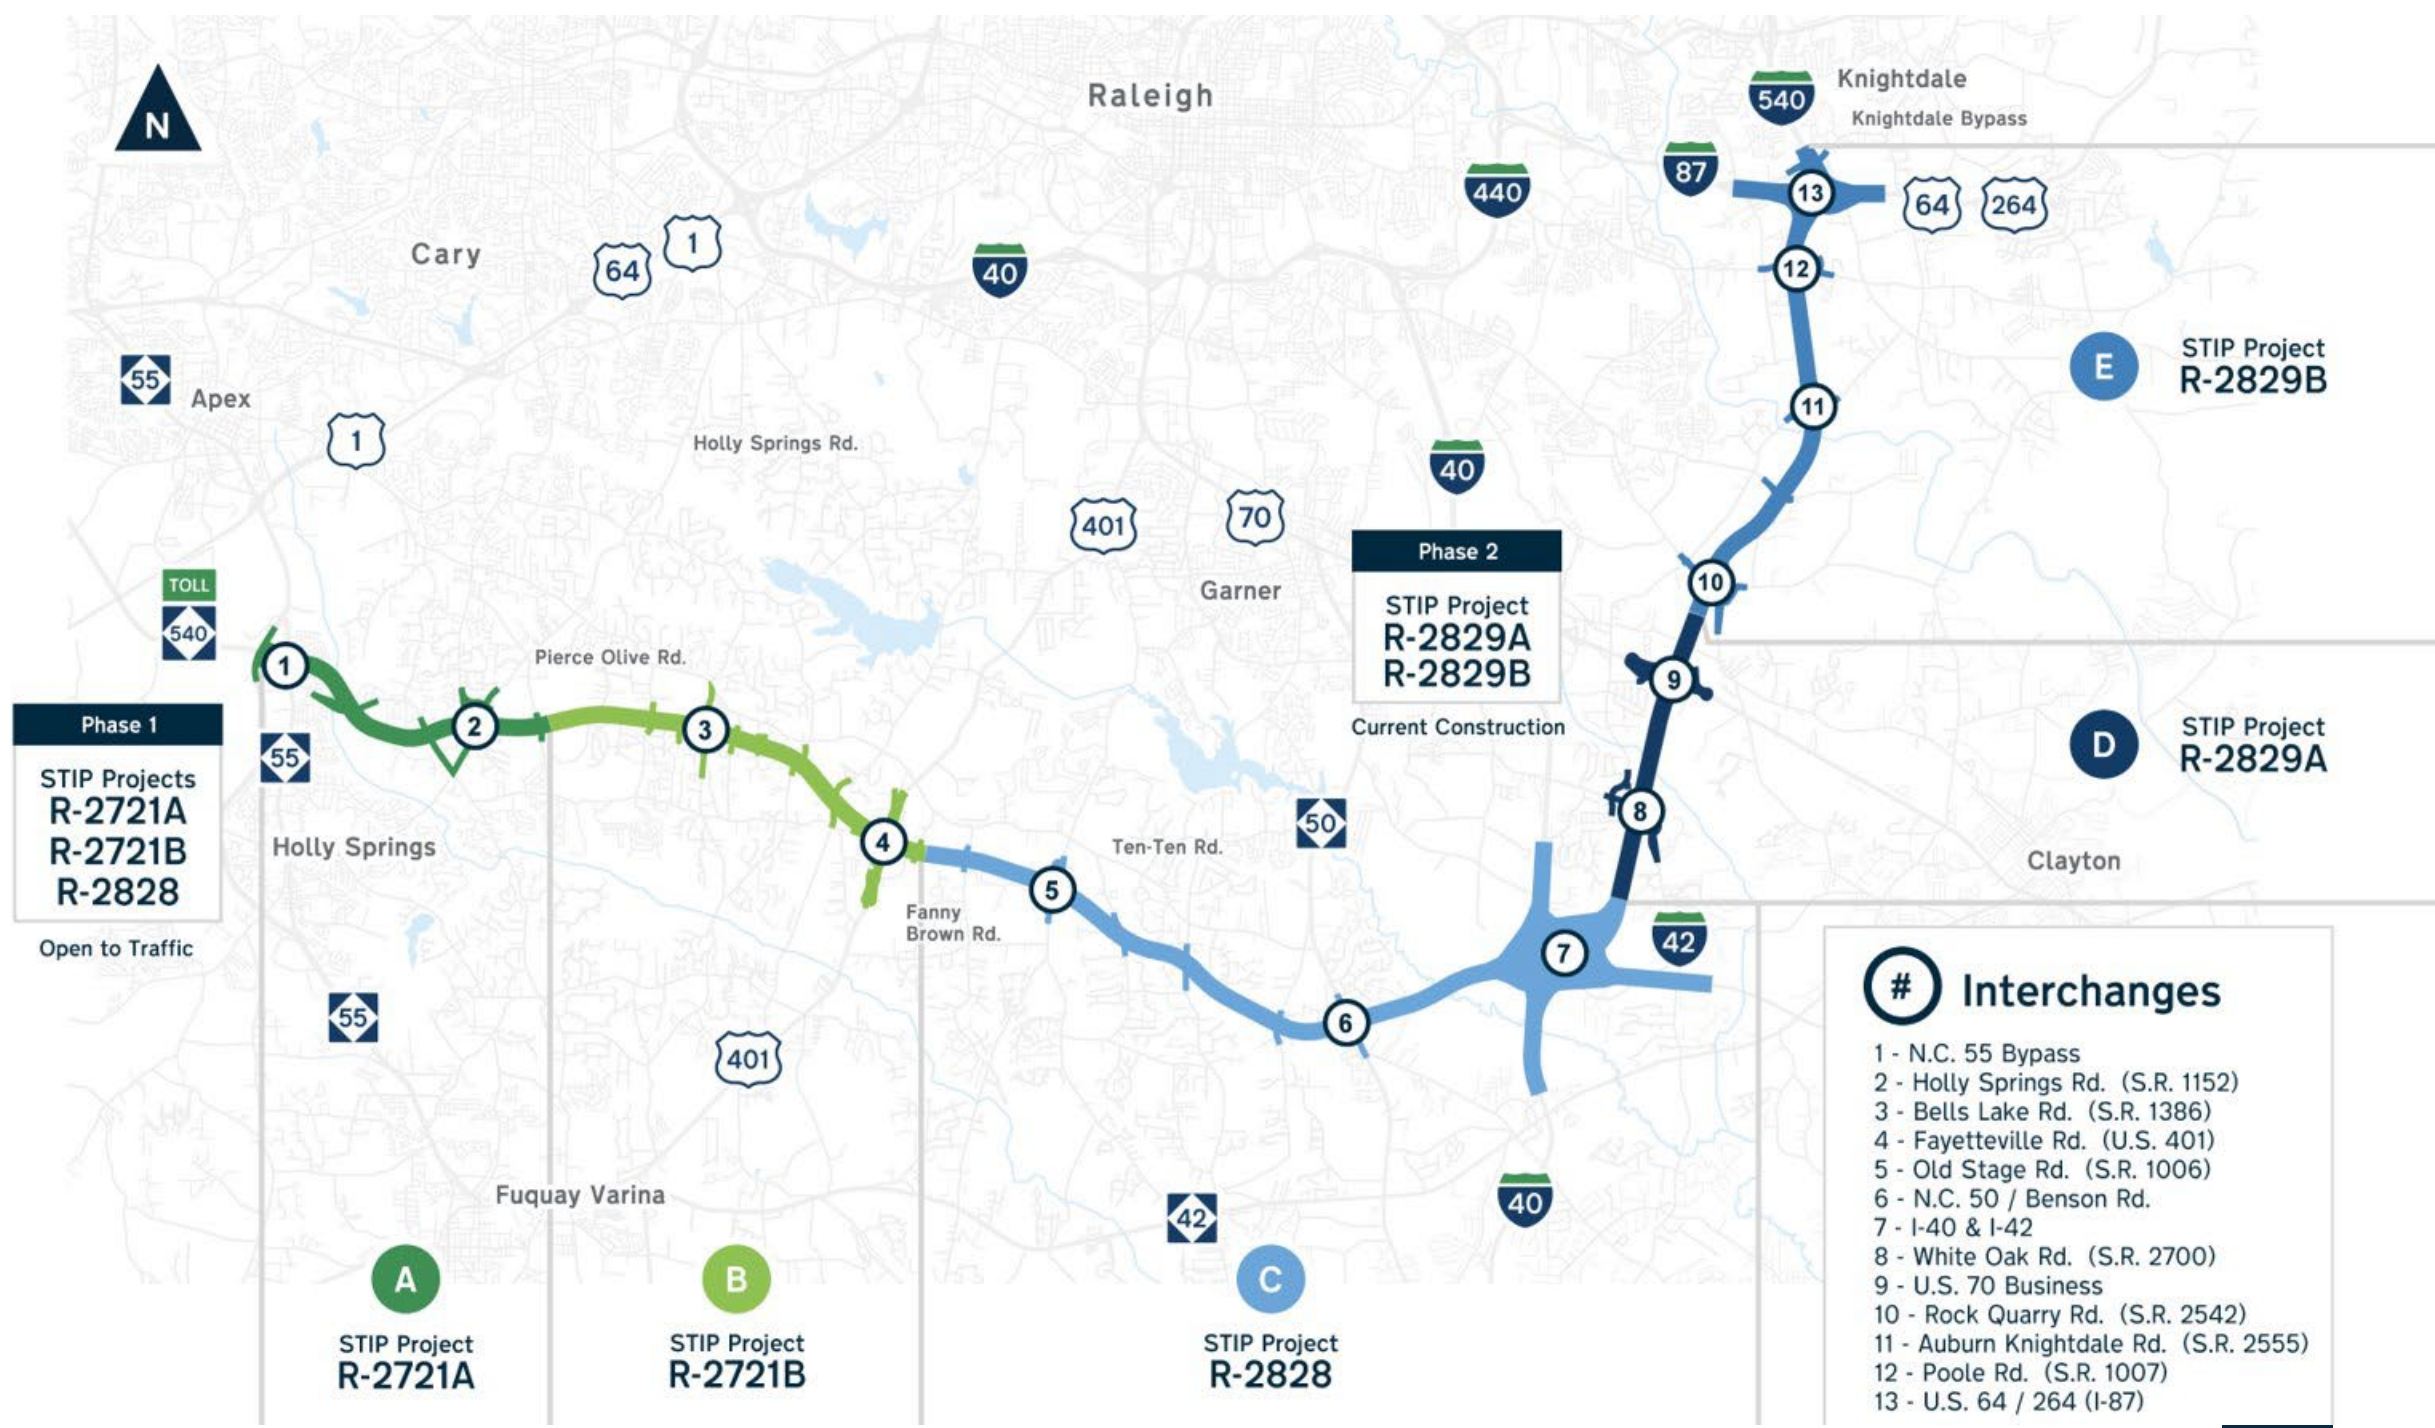 N
Raleigh
540
Knightdale
Knightdale Bypass
87
440
13
64
264
Cary
64
1
40
12
55
Apex
1
Holly Springs Rd.
11
E
STIP Project
R-2829B
40
401
70
Garner
Phase 2
STIP Project
R-2829A
R-2829B
Current Construction
10
TOLL
540
1
Pierce Olive Rd.
2
3
9
Phase 1
STIP Projects
R-2721A
R-2721B
R-2828
Open to Traffic
55
Holly Springs
4
5
Ten-Ten Rd.
50
8
D
STIP Project
R-2829A
Clayton
Fanny
Brown Rd.
7
42
6
55
401
Fuquay Varina
42
40
# Interchanges
1 - N.C. 55 Bypass
2 - Holly Springs Rd. (S.R. 1152)
3 - Bells Lake Rd. (S.R. 1386)
4 - Fayetteville Rd. (U.S. 401)
5 - Old Stage Rd. (S.R. 1006)
6 - N.C. 50 / Benson Rd.
7 - I-40 & I-42
8 - White Oak Rd. (S.R. 2700)
9 - U.S. 70 Business
10 - Rock Quarry Rd. (S.R. 2542)
11 - Auburn Knightdale Rd. (S.R. 2555)
12 - Poole Rd. (S.R. 1007)
13 - U.S. 64 / 264 (I-87)
A
STIP Project
R-2721A
B
STIP Project
R-2721B
C
STIP Project
R-2828